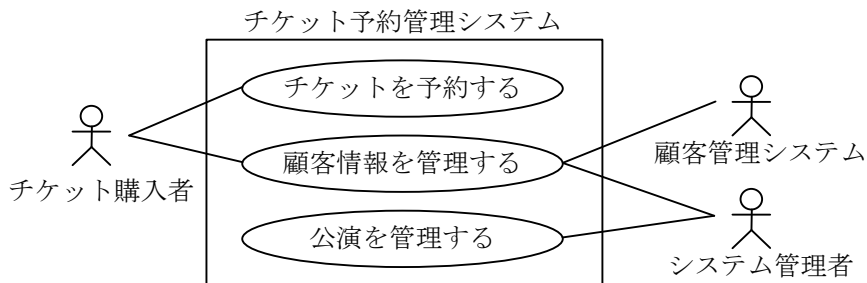 チケット予約管理システム
チケットを予約する
顧客情報を管理する
公演を管理する
チケット購入者
顧客管理システム
システム管理者